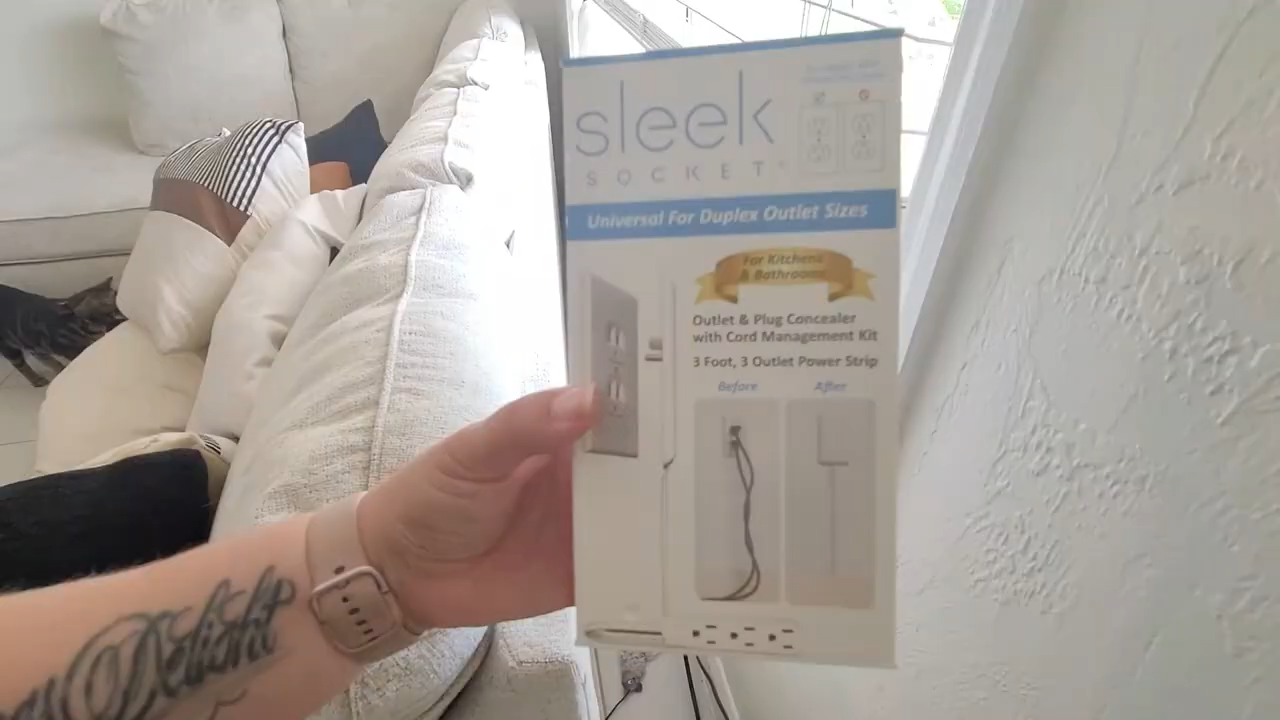 sleek
SOCKET
Universal For Duplex Outlet Sizes
For Kitchens
& Bathrooms
Outlet & Plug Concealer
with Cord Management Kit
3 Foot, 3 Outlet Power Strip
Before After
Delight